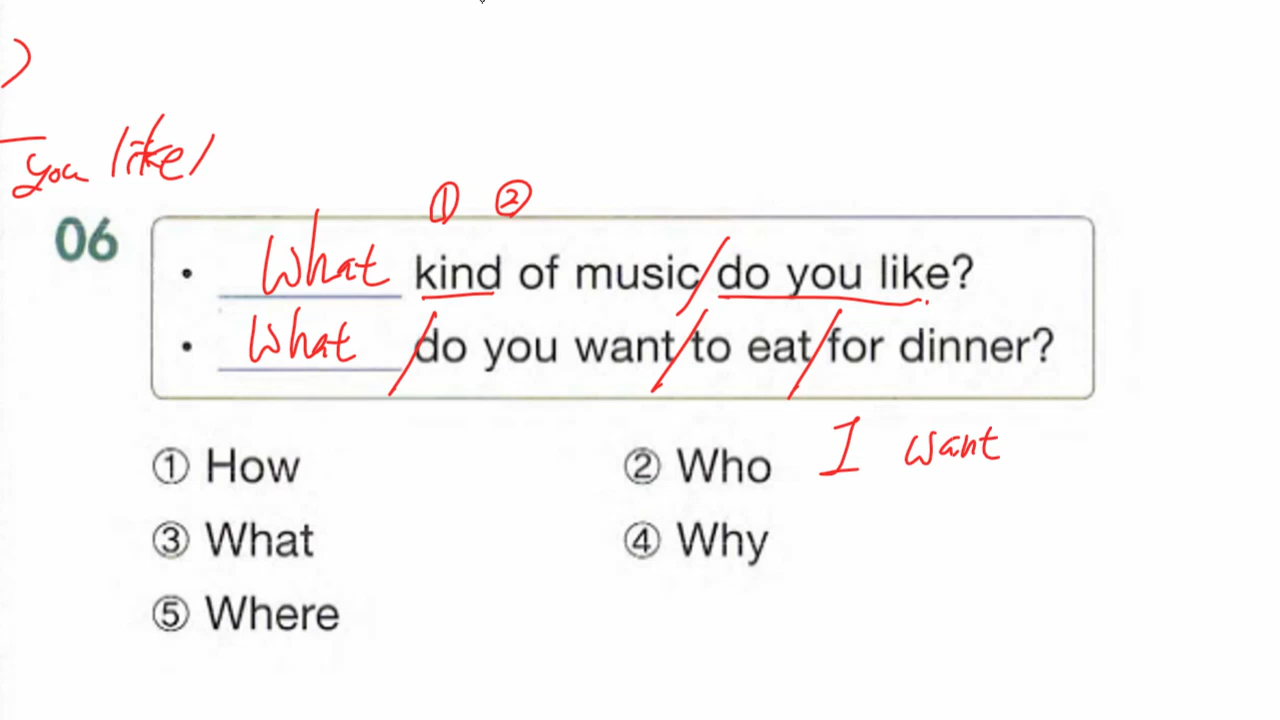 you like/
① ②
06
• What kind of music/do you like?
• What /do you want/to eat/for dinner?
I want
① How ② Who
③ What ④ Why
⑤ Where